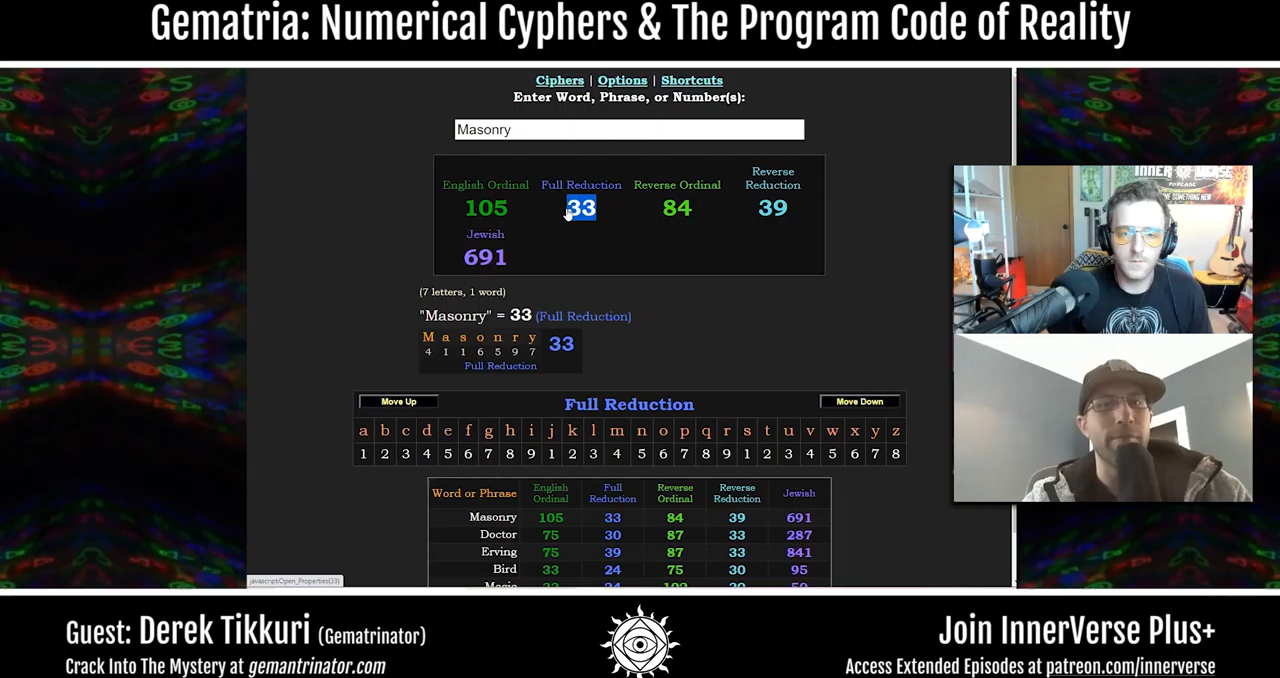 Gematria: Numerical Cyphers & The Program Code of Reality
Ciphers | Options | Shortcuts
Enter Word, Phrase, or Number(s):
Masonry
English Ordinal Full Reduction Reverse Ordinal Reverse Reduction
105 33 84 39
Jewish
691
(7 letters, 1 word)
"Masonry" = 33 (Full Reduction)
M a s o n r y
4 1 1 6 5 9 7
33
Full Reduction
Move Up Full Reduction Move Down
a b c d e f g h i j k l m n o p q r s t u v w x y z
1 2 3 4 5 6 7 8 9 1 2 3 4 5 6 7 8 9 1 2 3 4 5 6 7 8
Word or Phrase English Ordinal Full Reduction Reverse Ordinal Reverse Reduction Jewish
Masonry 105 33 84 39 691
Doctor 75 30 87 33 287
Erving 75 39 87 33 841
Bird 33 24 75 30 95
javascript:Open_Properties(33)
INNER VERSE
PODCAST
Guest: Derek Tikkuri (Gematrinator)
Crack Into The Mystery at gemantrinator.com
Join InnerVerse Plus+
Access Extended Episodes at patreon.com/innerverse